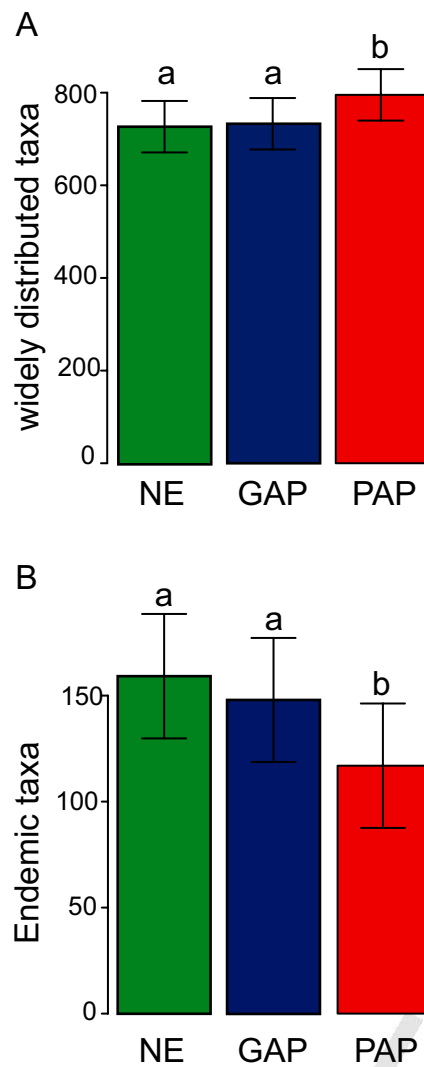 A
a a b
800
600
400
200
0
widely distributed taxa
NE GAP PAP
B
a a b
150
100
50
0
Endemic taxa
NE GAP PAP